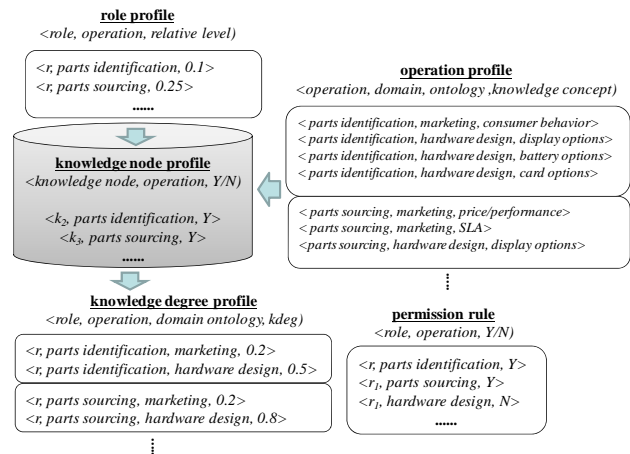 role profile
<role, operation, relative level)
<r, parts identification, 0.1>
<r, parts sourcing, 0.25>
......
operation profile
<operation, domain, ontology ,knowledge concept)
< parts identification, marketing, consumer behavior>
< parts identification, hardware design, display options>
< parts identification, hardware design, battery options>
< parts identification, hardware design, card options>
< parts sourcing, marketing, price/performance>
< parts sourcing, marketing, SLA>
<parts sourcing, hardware design, display options>
knowledge node profile
<knowledge node, operation, Y/N)
<k2, parts identification, Y>
<k3, parts sourcing, Y>
......
knowledge degree profile
<role, operation, domain ontology, kdeg)
<r, parts identification, marketing, 0.2>
<r, parts identification, hardware design, 0.5>
<r, parts sourcing, marketing, 0.2>
<r, parts sourcing, hardware design, 0.8>
permission rule
<role, operation, Y/N)
<r, parts identification, Y>
<r1, parts sourcing, Y>
<r1, hardware design, N>
......